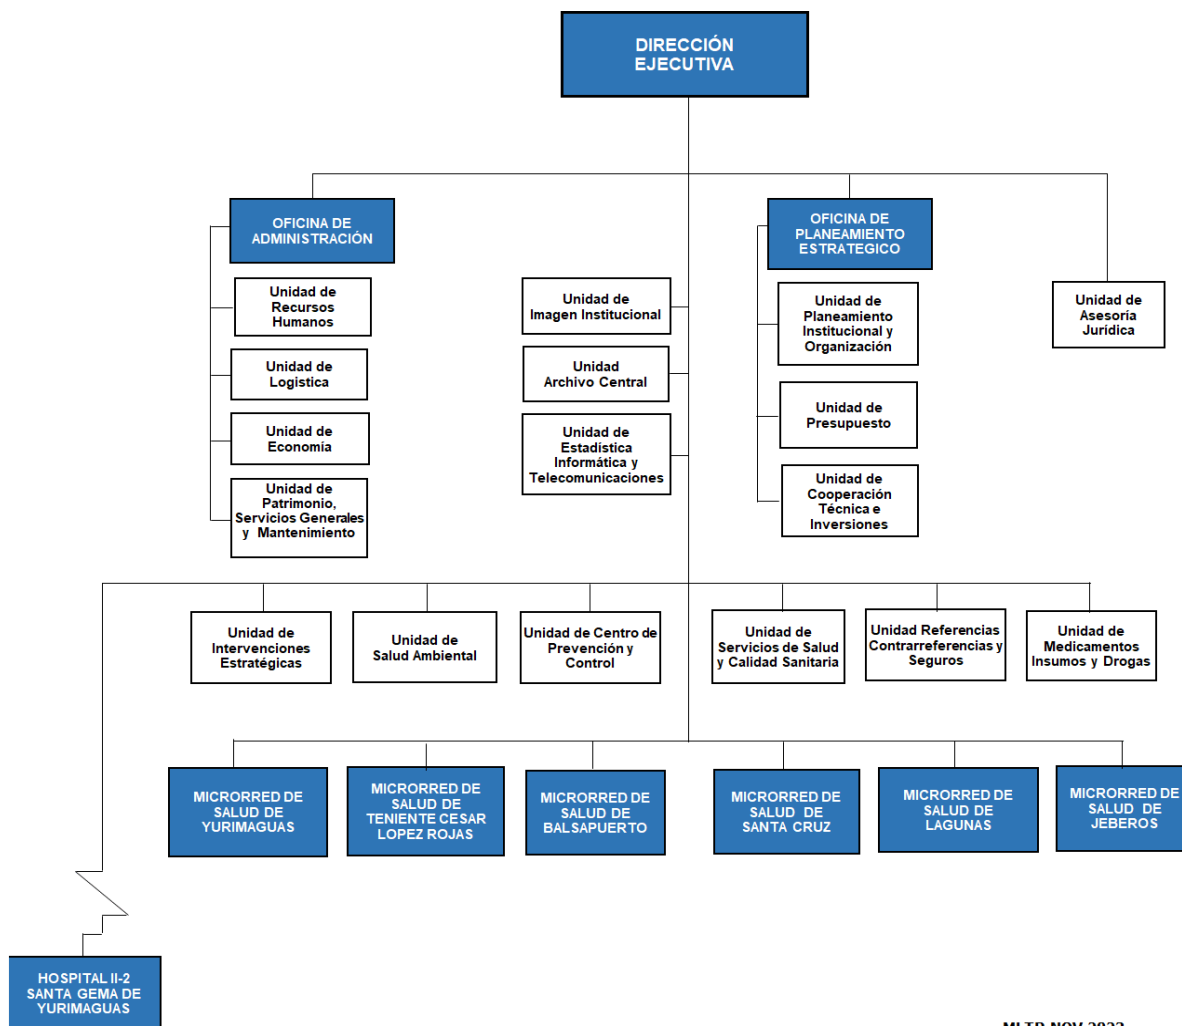 DIRECCIÓN
EJECUTIVA
OFICINA DE
ADMINISTRACIÓN
OFICINA DE
PLANEAMIENTO
ESTRATEGICO
Unidad de
Recursos
Humanos
Unidad de
Logistica
Unidad de
Economía
Unidad de
Patrimonio,
Servicios Generales
y Mantenimiento
Unidad de
Imagen Institucional
Unidad
Archivo Central
Unidad de
Estadística
Informática y
Telecomunicaciones
Unidad de
Planeamiento
Institucional y
Organización
Unidad de
Presupuesto
Unidad de
Cooperación
Técnica e
Inversiones
Unidad de
Asesoría
Jurídica
Unidad de
Intervenciones
Estratégicas
Unidad de
Salud Ambiental
Unidad de Centro de
Prevención y
Control
Unidad de
Servicios de Salud
y Calidad Sanitaria
Unidad Referencias
Contrarreferencias y
Seguros
Unidad de
Medicamentos
Insumos y Drogas
MICRORRED DE
SALUD DE
YURIMAGUAS
MICRORRED DE
SALUD DE
TENIENTE CESAR
LOPEZ ROJAS
MICRORRED DE
SALUD DE
BALSAPUERTO
MICRORRED DE
SALUD DE
SANTA CRUZ
MICRORRED DE
SALUD DE
LAGUNAS
MICRORRED DE
SALUD DE
JEBEROS
HOSPITAL II-2
SANTA GEMA DE
YURIMAGUAS